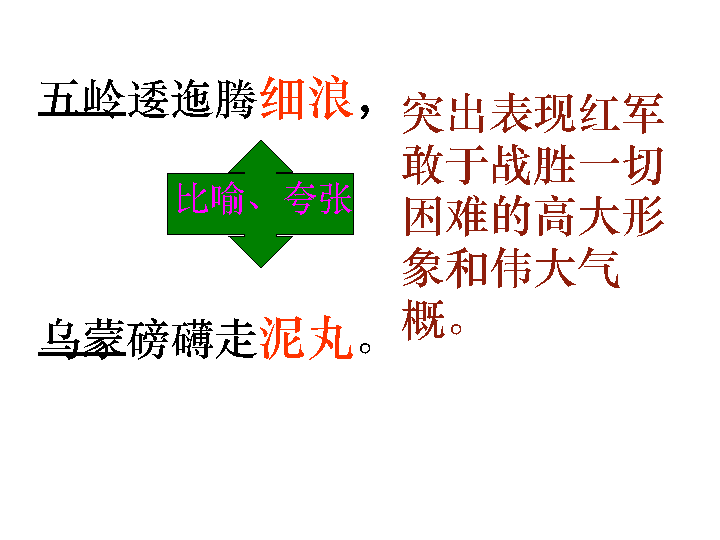 五岭逶迤腾细浪，
比喻、夸张
乌蒙磅礴走泥丸。
突出表现红军
敢于战胜一切
困难的高大形
象和伟大气
概。